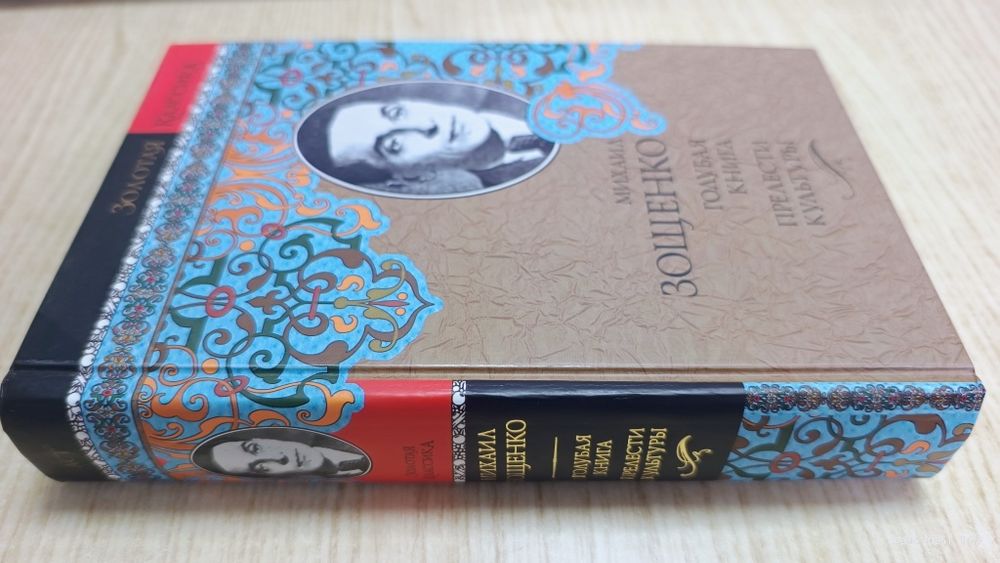 Золотая Классика
МИХАИЛ
ЗОЩЕНКО
ГОЛУБАЯ
КНИГА
ПРЕЛЕСТИ
КУЛЬТУРЫ
Золотая
Классика
МИХАИЛ
ЗОЩЕНКО
ГОЛУБАЯ
КНИГА
ПРЕЛЕСТИ
КУЛЬТУРЫ